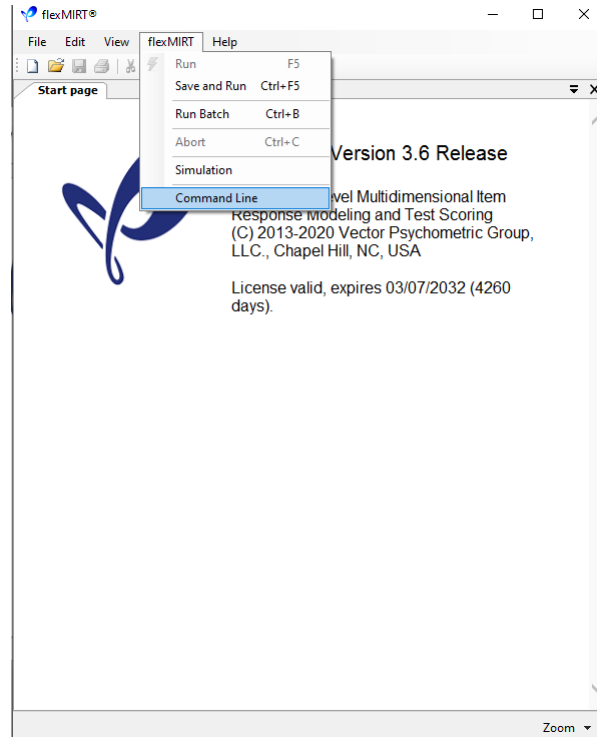 flexMIRT®
File Edit View flexMIRT Help
Run F5
Start page
Save and Run Ctrl+F5
Run Batch Ctrl+B
Abort Ctrl+C
Simulation
Command Line
Version 3.6 Release
vel Multidimensional Item
Response Modeling and Test Scoring
(C) 2013-2020 Vector Psychometric Group,
LLC., Chapel Hill, NC, USA
License valid, expires 03/07/2032 (4260
days).
Zoom